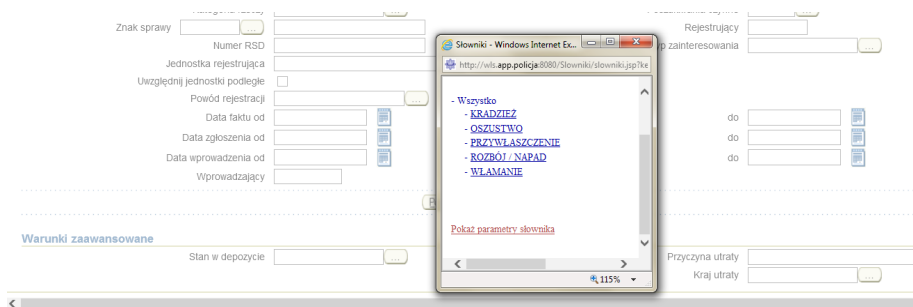 Znak sprawy ...
Rejestrujący
Numer RSD
zainteresowania ...
Jednostka rejestrująca
Uwzględnij jednostki podległe
Powód rejestracji ...
Data faktu od
do
Data zgłoszenia od
do
Data wprowadzenia od
do
Wprowadzający
Słowniki - Windows Internet Ex...
http://wls.app.policja:8080/Slowniki/slowniki.jsp?ke
- Wszystko
- KRADZIEŻ
- OSZUSTWO
- PRZYWŁASZCZENIE
- ROZBÓJ / NAPAD
- WŁAMANIE
Pokaż parametry słownika
115%
Warunki zaawansowane
Stan w depozycie ...
Przyczyna utraty
Kraj utraty ...